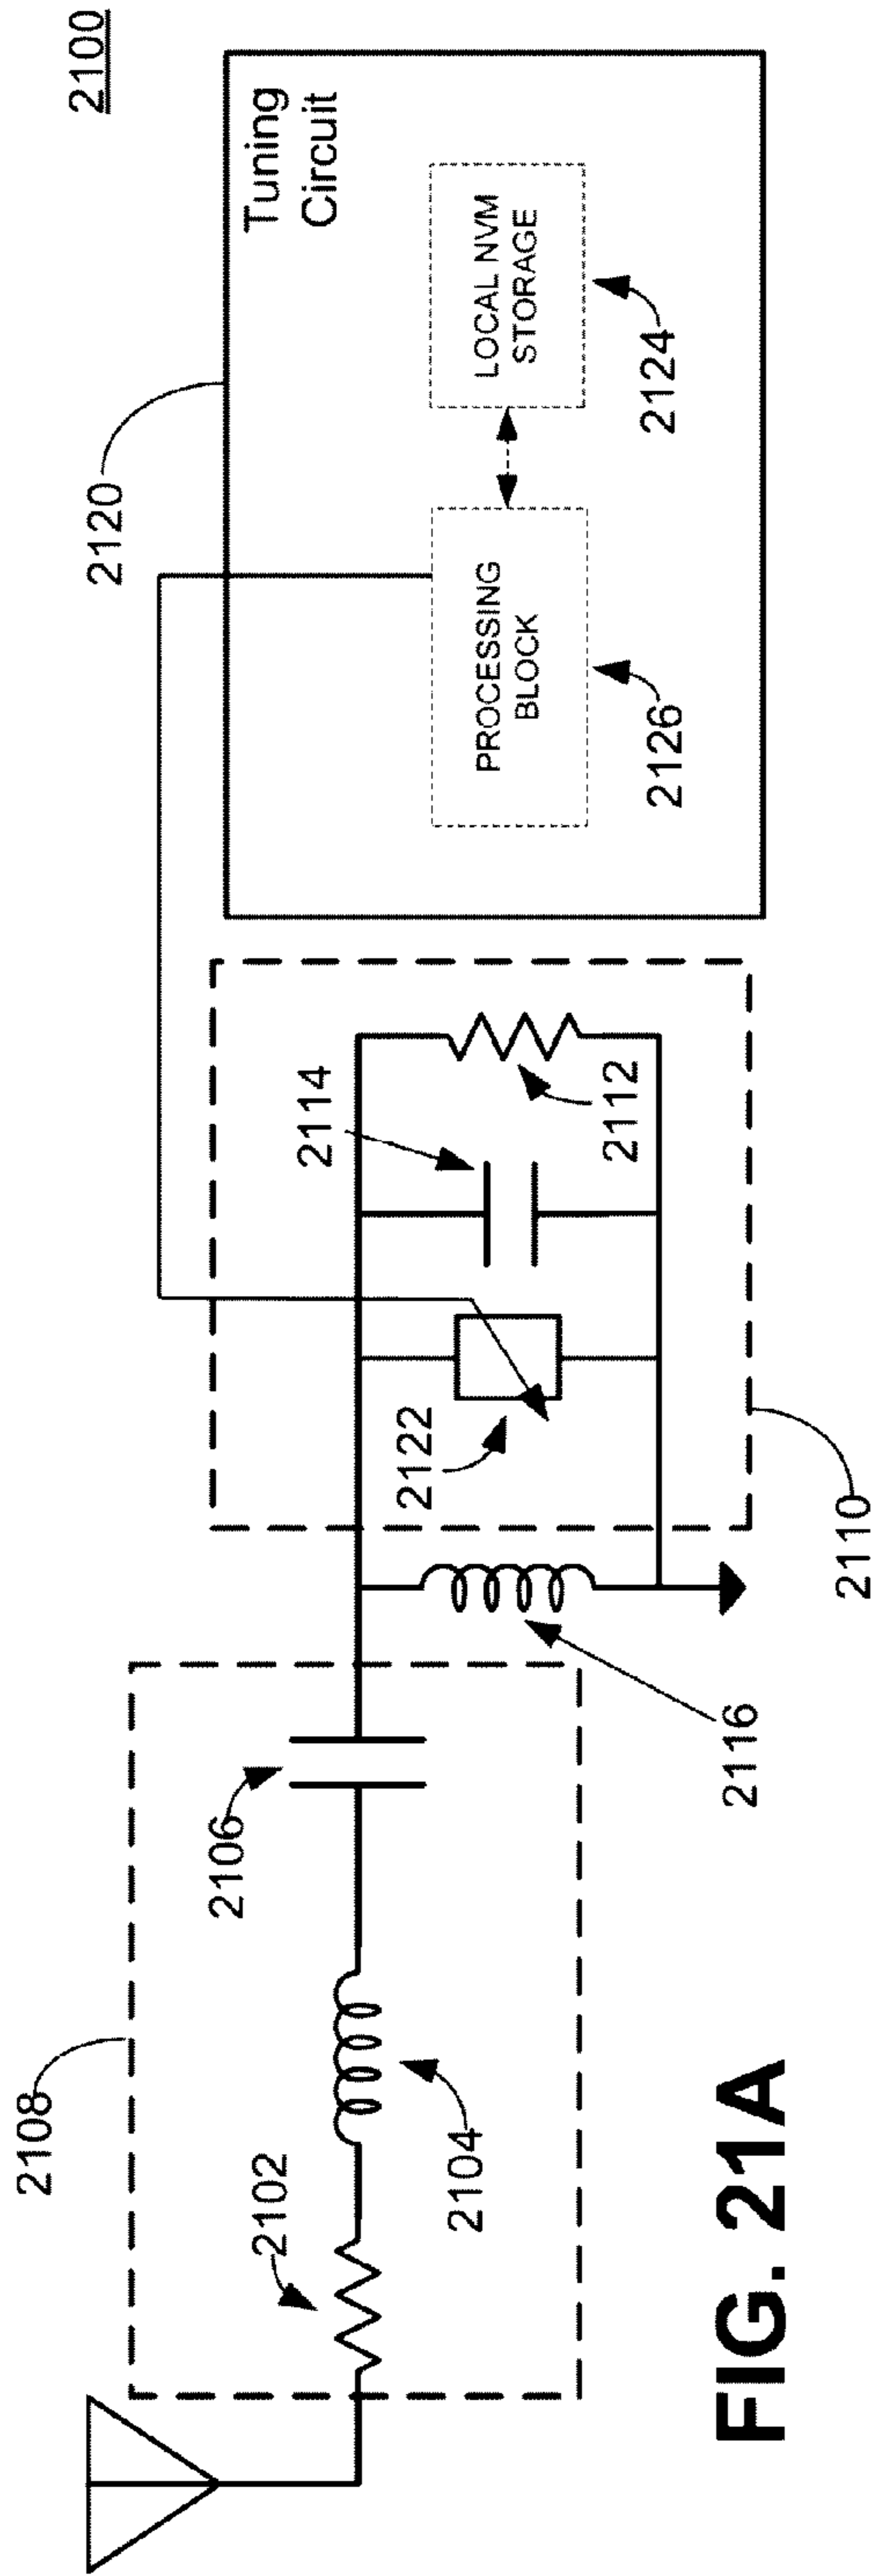 2100
2120
Tuning
Circuit
LOCAL NVM
STORAGE
2124
PROCESSING
BLOCK
2126
2114
2112
2122
2110
2116
2108
2106
2104
2102
FIG. 21A